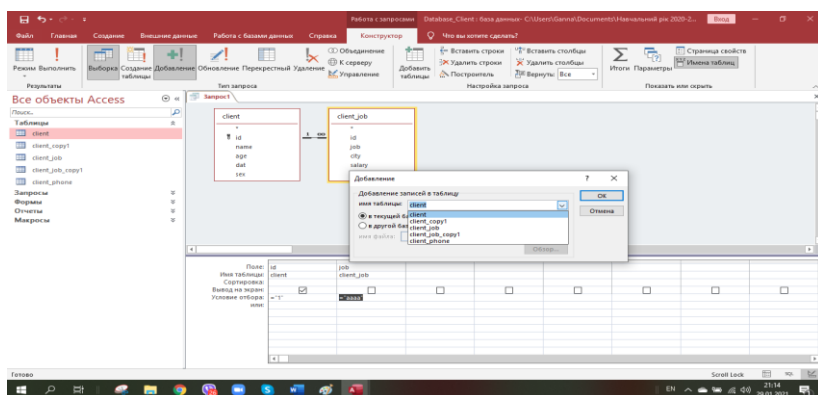 Работа с запросами Database_Client : база данных- C:\Users\Ganna\Documents\Навчальний рік 2020-2... Вход
Файл Главная Создание Внешние данные Работа с базами данных Справка Конструктор Что вы хотите сделать?
Режим Выполнить Выборка Создание таблицы Добавление Обновление Перекрестный Удаление
Объединение
К серверу
Управление
Добавить таблицы
Вставить строки
Удалить строки
Построитель
Вставить столбцы
Удалить столбцы
Вернуть: Все
Итоги Параметры
Страница свойств
Имена таблиц
Результаты Тип запроса Настройка запроса Показать или скрыть
Все объекты Access
Поиск...
Таблицы
client
client_copy1
client_job
client_job_copy1
client_phone
Запросы
Формы
Отчеты
Макросы
Запрос1
client
*
id
name
age
dat
sex
1 ∞
client_job
*
id
job
city
salary
Добавление ? ×
Добавление записей в таблицу
имя таблицы: client
в текущей ба
в другой баз
имя файла:
client
client_copy1
client_job
client_job_copy1
client_phone
ОК
Отмена
Обзор...
Поле: id job
Имя таблицы: client client_job
Сортировка:
Вывод на экран:
Условие отбора: ="1" ="aaaa"
или:
Готово Scroll Lock SQL
EN 21:14
29.01.2021